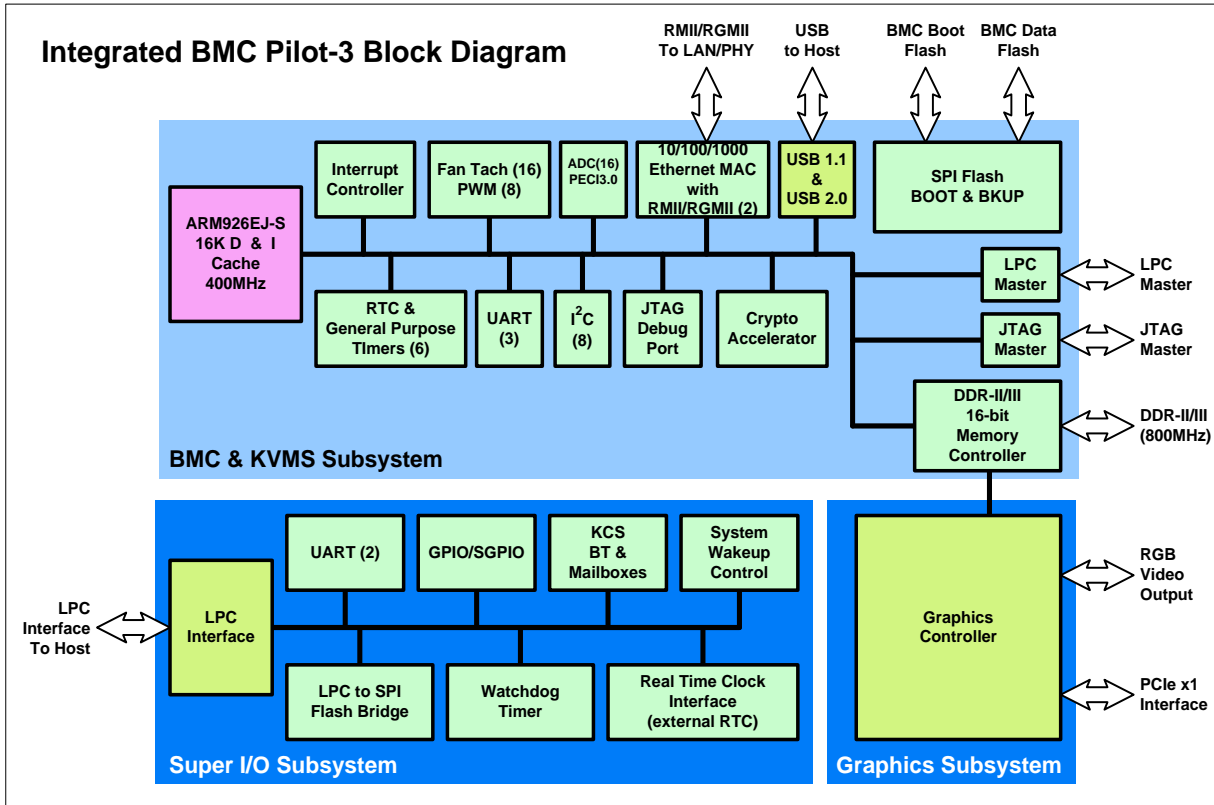 Integrated BMC Pilot-3 Block Diagram
RMII/RGMII
To LAN/PHY
USB
to Host
BMC Boot
Flash
BMC Data
Flash
Interrupt
Controller
Fan Tach (16)
PWM (8)
ADC(16)
PECI3.0
10/100/1000
Ethernet MAC
with
RMII/RGMII (2)
USB 1.1
&
USB 2.0
SPI Flash
BOOT & BKUP
ARM926EJ-S
16K D & I
Cache
400MHz
RTC &
General Purpose
TImers (6)
UART
(3)
I²C
(8)
JTAG
Debug
Port
Crypto
Accelerator
LPC
Master
LPC
Master
JTAG
Master
JTAG
Master
DDR-II/III
16-bit
Memory
Controller
DDR-II/III
(800MHz)
BMC & KVMS Subsystem
UART (2)
GPIO/SGPIO
KCS
BT &
Mailboxes
System
Wakeup
Control
LPC
Interface
To Host
LPC
Interface
LPC to SPI
Flash Bridge
Watchdog
Timer
Real Time Clock
Interface
(external RTC)
Super I/O Subsystem
Graphics
Controller
RGB
Video
Output
PCIe x1
Interface
Graphics Subsystem